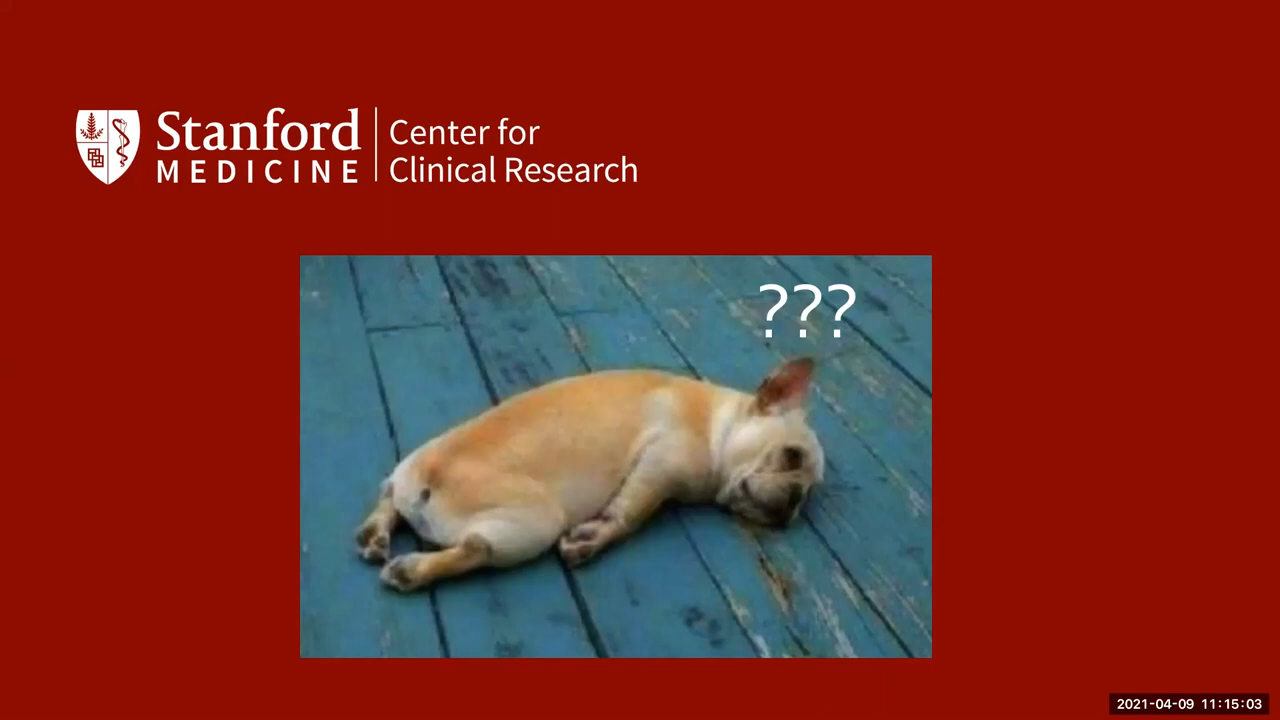 Stanford
MEDICINE
Center for
Clinical Research
???
2021-04-09 11:15:03